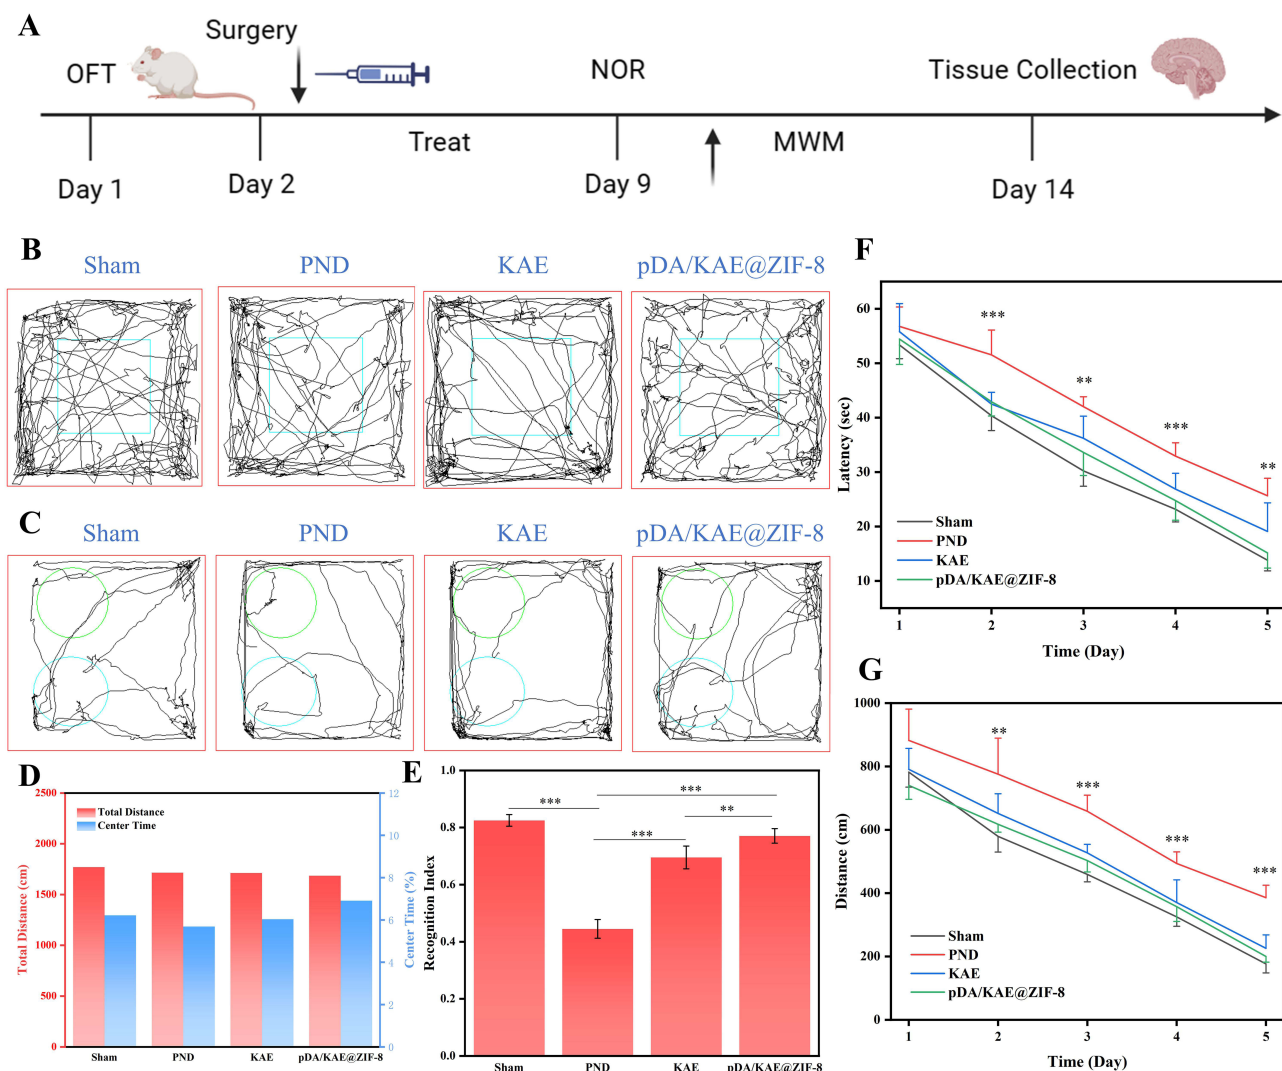 A
Surgery
OFT
NOR
Tissue Collection
Treat
MWM
Day 1
Day 2
Day 9
Day 14
B
Sham
PND
KAE
pDA/KAE@ZIF-8
C
Sham
PND
KAE
pDA/KAE@ZIF-8
D
Total Distance
Center Time
Total Distance (cm)
2500
2000
1500
1000
500
0
Center Time (%)
12
10
8
6
4
2
0
Sham
PND
KAE
pDA/KAE@ZIF-8
E
Recognition Index
1.0
0.8
0.6
0.4
0.2
0.0
***
***
***
**
Sham
PND
KAE
pDA/KAE@ZIF-8
F
Latency (sec)
60
50
40
30
20
10
***
**
***
**
Sham
PND
KAE
pDA/KAE@ZIF-8
1
2
3
4
5
Time (Day)
G
Distance (cm)
1000
800
600
400
200
0
**
***
***
***
Sham
PND
KAE
pDA/KAE@ZIF-8
1
2
3
4
5
Time (Day)